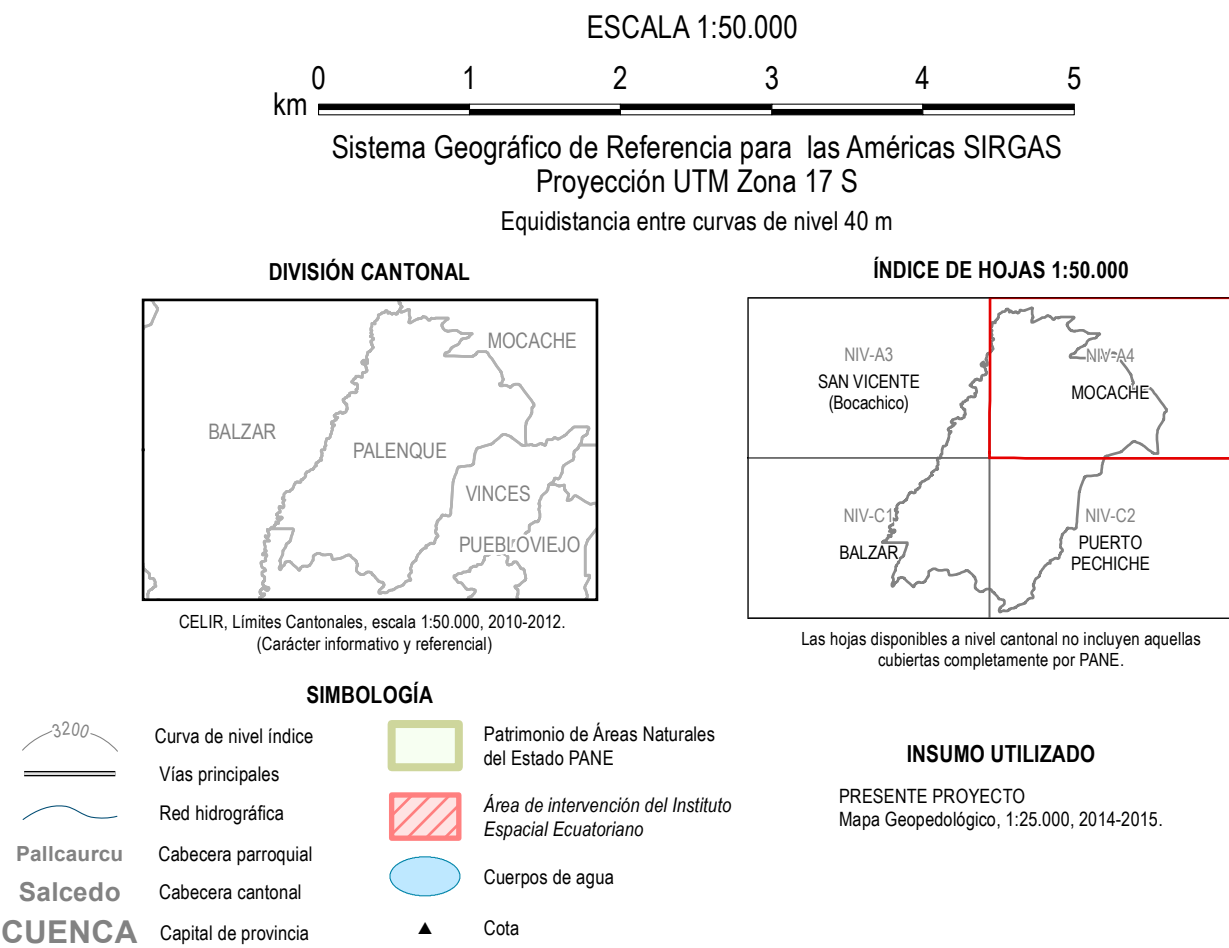 ESCALA 1:50.000
0 1 2 3 4 5
km
Sistema Geográfico de Referencia para las Américas SIRGAS
Proyección UTM Zona 17 S
Equidistancia entre curvas de nivel 40 m
DIVISIÓN CANTONAL
MOCACHE
BALZAR
PALENQUE
VINCES
PUEBLOVIEJO
CELIR, Límites Cantonales, escala 1:50.000, 2010-2012.
(Carácter informativo y referencial)
ÍNDICE DE HOJAS 1:50.000
NIV-A3
SAN VICENTE
(Bocachico)
NIV-A4
MOCACHE
NIV-C1
BALZAR
NIV-C2
PUERTO
PECHICHE
Las hojas disponibles a nivel cantonal no incluyen aquellas
cubiertas completamente por PANE.
SIMBOLOGÍA
3200
Curva de nivel índice
Vías principales
Red hidrográfica
Pallcaurcu
Cabecera parroquial
Salcedo
Cabecera cantonal
CUENCA
Capital de provincia
Patrimonio de Áreas Naturales
del Estado PANE
Área de intervención del Instituto
Espacial Ecuatoriano
Cuerpos de agua
Cota
INSUMO UTILIZADO
PRESENTE PROYECTO
Mapa Geopedológico, 1:25.000, 2014-2015.